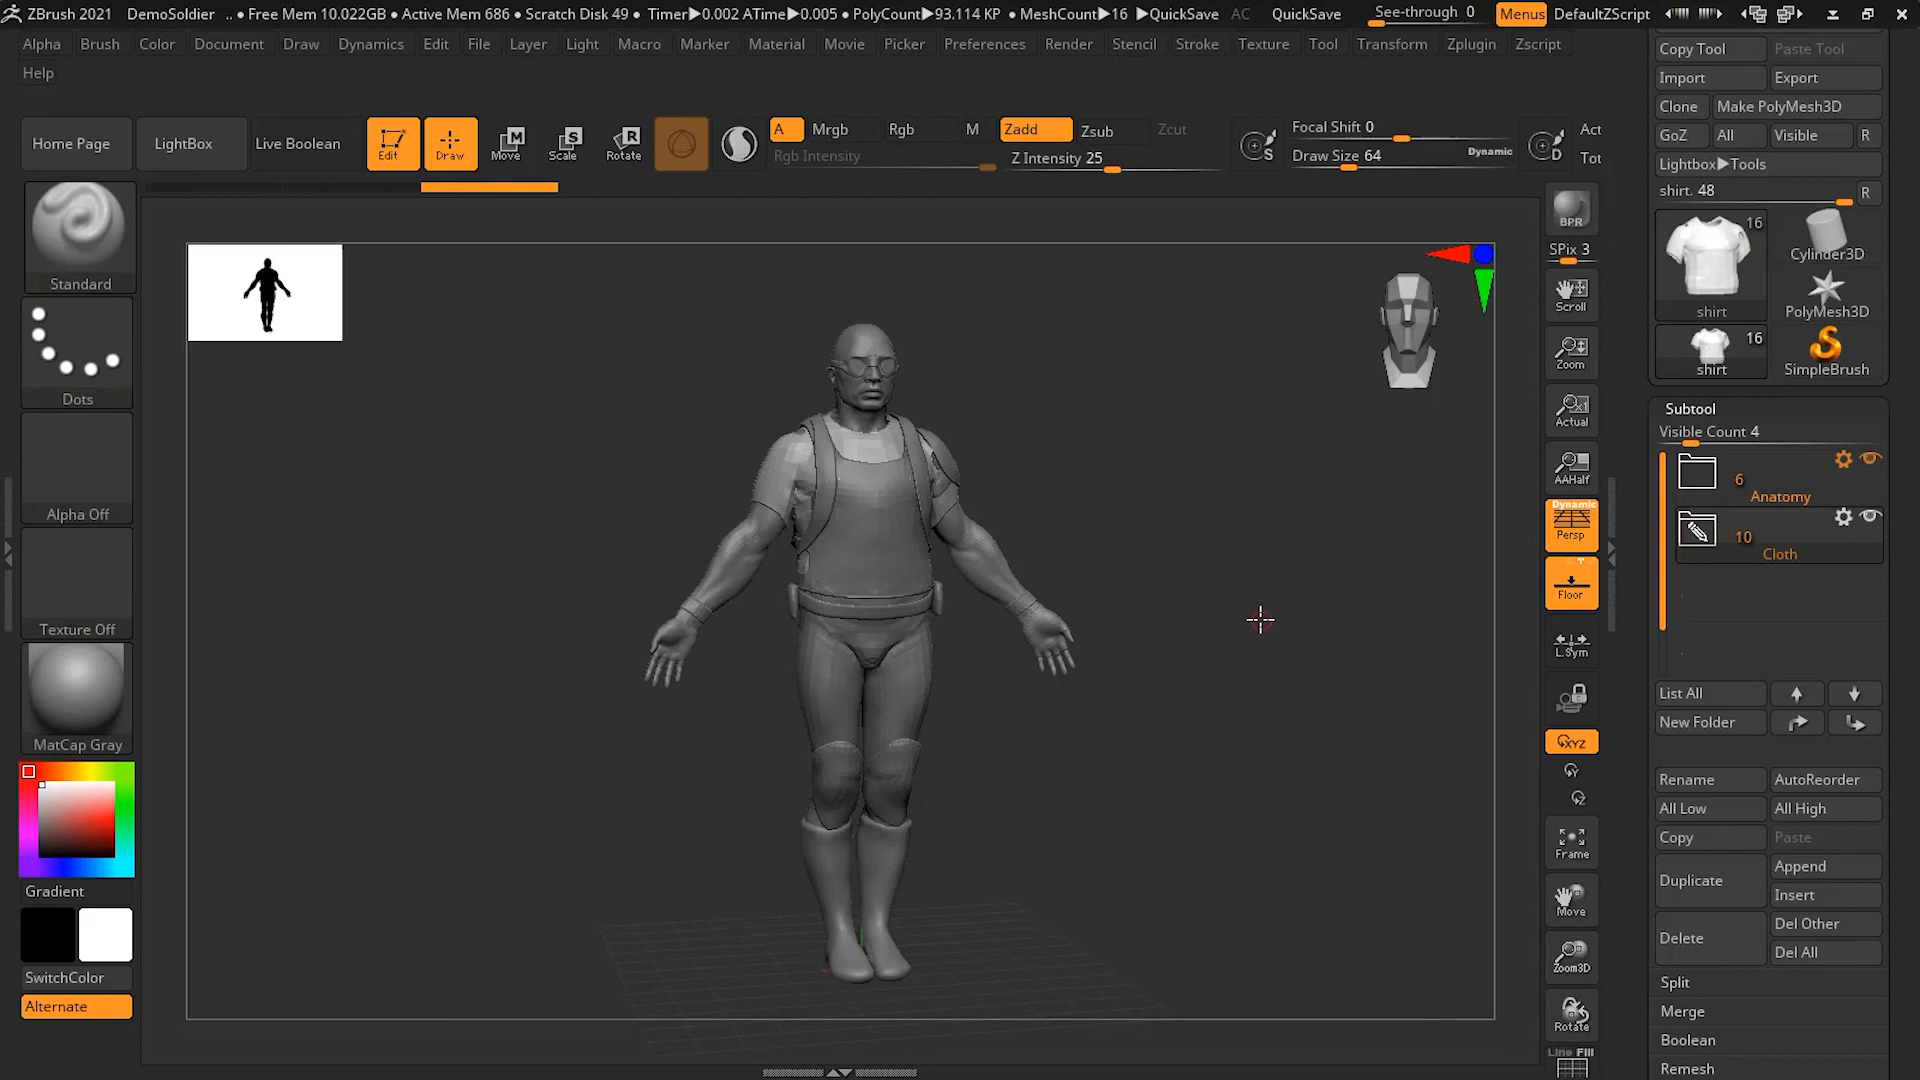 ZBrush 2021 DemoSoldier .. • Free Mem 10.022GB • Active Mem 686 • Scratch Disk 49 • Timer▶0.002 ATime▶0.005 • PolyCount▶93.114 KP • MeshCount▶16 ▶QuickSave AC QuickSave See-through 0 Menus DefaultZScript
Alpha Brush Color Document Draw Dynamics Edit File Layer Light Macro Marker Material Movie Picker Preferences Render Stencil Stroke Texture Tool Transform Zplugin Zscript
Help
Home Page LightBox Live Boolean Edit Draw Move Scale Rotate
M S R
A Mrgb Rgb M Zadd Zsub Zcut
Rgb Intensity Z Intensity 25
S Focal Shift 0
Draw Size 64 Dynamic
D Act
Tot
Standard
Dots
Alpha Off
Texture Off
MatCap Gray
Gradient
SwitchColor
Alternate
BPR
SPix 3
Scroll
Zoom
Actual
AAHalf
Dynamic
Persp
Floor
L.Sym
XYZ
Y
Z
Frame
Move
Zoom3D
Rotate
Line Fill
Copy Tool Paste Tool
Import Export
Clone Make PolyMesh3D
GoZ All Visible R
Lightbox▶Tools
shirt. 48 R
16
shirt Cylinder3D
PolyMesh3D
16
shirt SimpleBrush
Subtool
Visible Count 4
6
Anatomy
10
Cloth
List All
New Folder
Rename AutoReorder
All Low All High
Copy Paste
Duplicate Append
Insert
Delete Del Other
Del All
Split
Merge
Boolean
Remesh